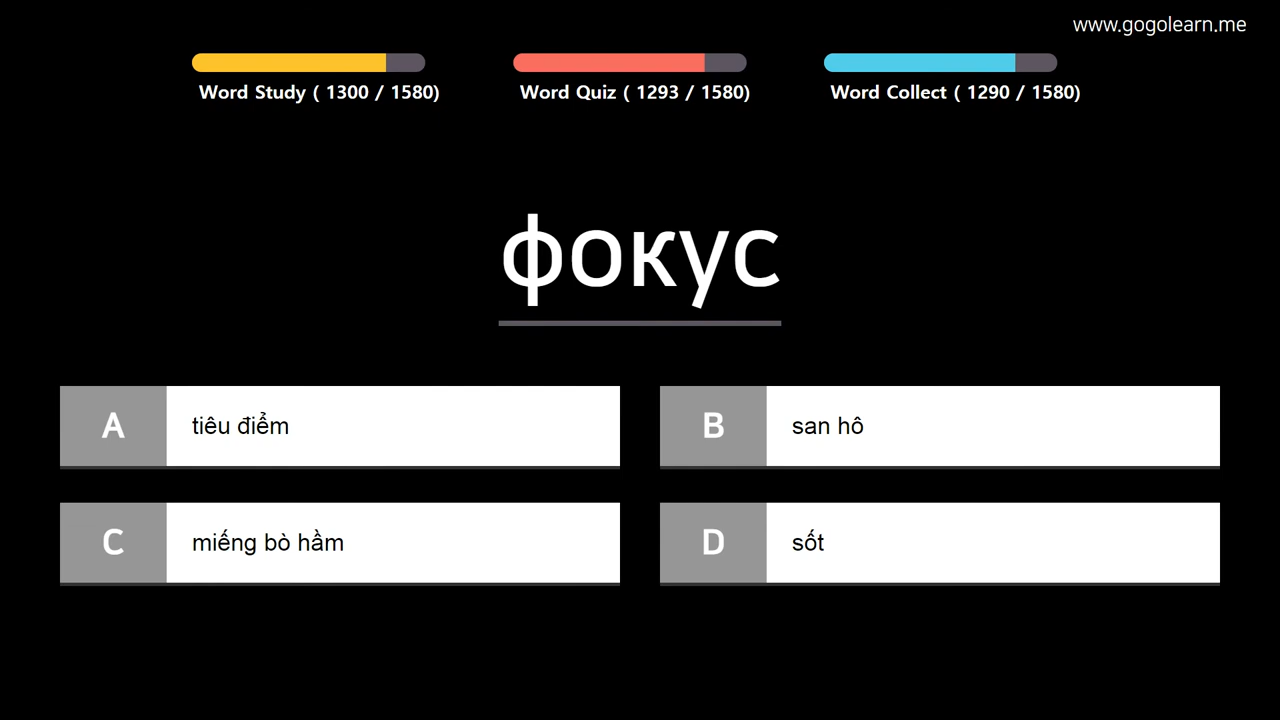 www.gogolearn.me
Word Study ( 1300 / 1580)
Word Quiz ( 1293 / 1580)
Word Collect ( 1290 / 1580)
фокус
A tiêu điểm
B san hô
C miếng bò hầm
D sốt